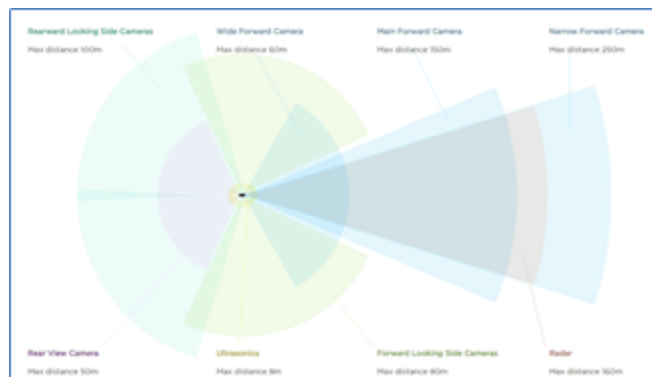 Rearward Looking Side Cameras
Max distance 100m
Wide Forward Camera
Max distance 60m
Main Forward Camera
Max distance 150m
Narrow Forward Camera
Max distance 250m
Rear View Camera
Max distance 50m
Ultrasonics
Max distance 8m
Forward Looking Side Cameras
Max distance 80m
Radar
Max distance 160m